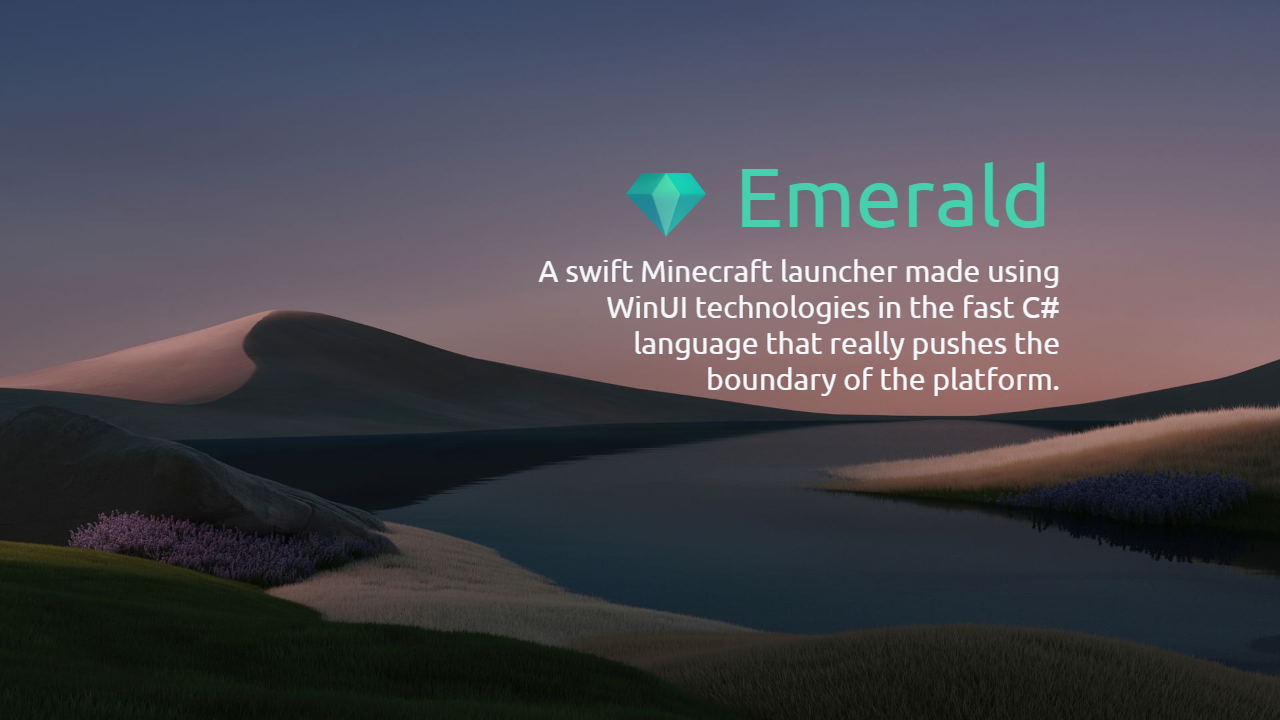 Emerald
A swift Minecraft launcher made using
WinUI technologies in the fast C#
language that really pushes the
boundary of the platform.